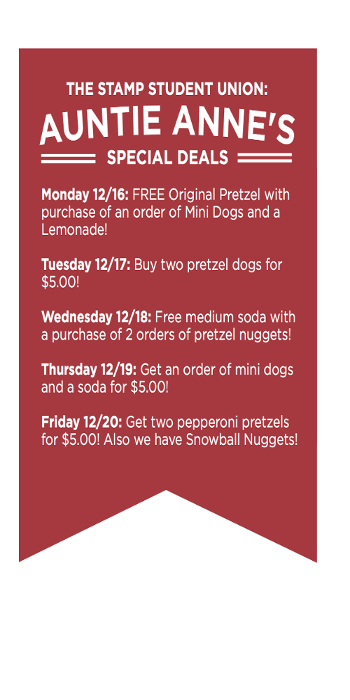 THE STAMP STUDENT UNION:
AUNTIE ANNE'S
SPECIAL DEALS
Monday 12/16: FREE Original Pretzel with
purchase of an order of Mini Dogs and a
Lemonade!
Tuesday 12/17: Buy two pretzel dogs for
$5.00!
Wednesday 12/18: Free medium soda with
a purchase of 2 orders of pretzel nuggets!
Thursday 12/19: Get an order of mini dogs
and a soda for $5.00!
Friday 12/20: Get two pepperoni pretzels
for $5.00! Also we have Snowball Nuggets!